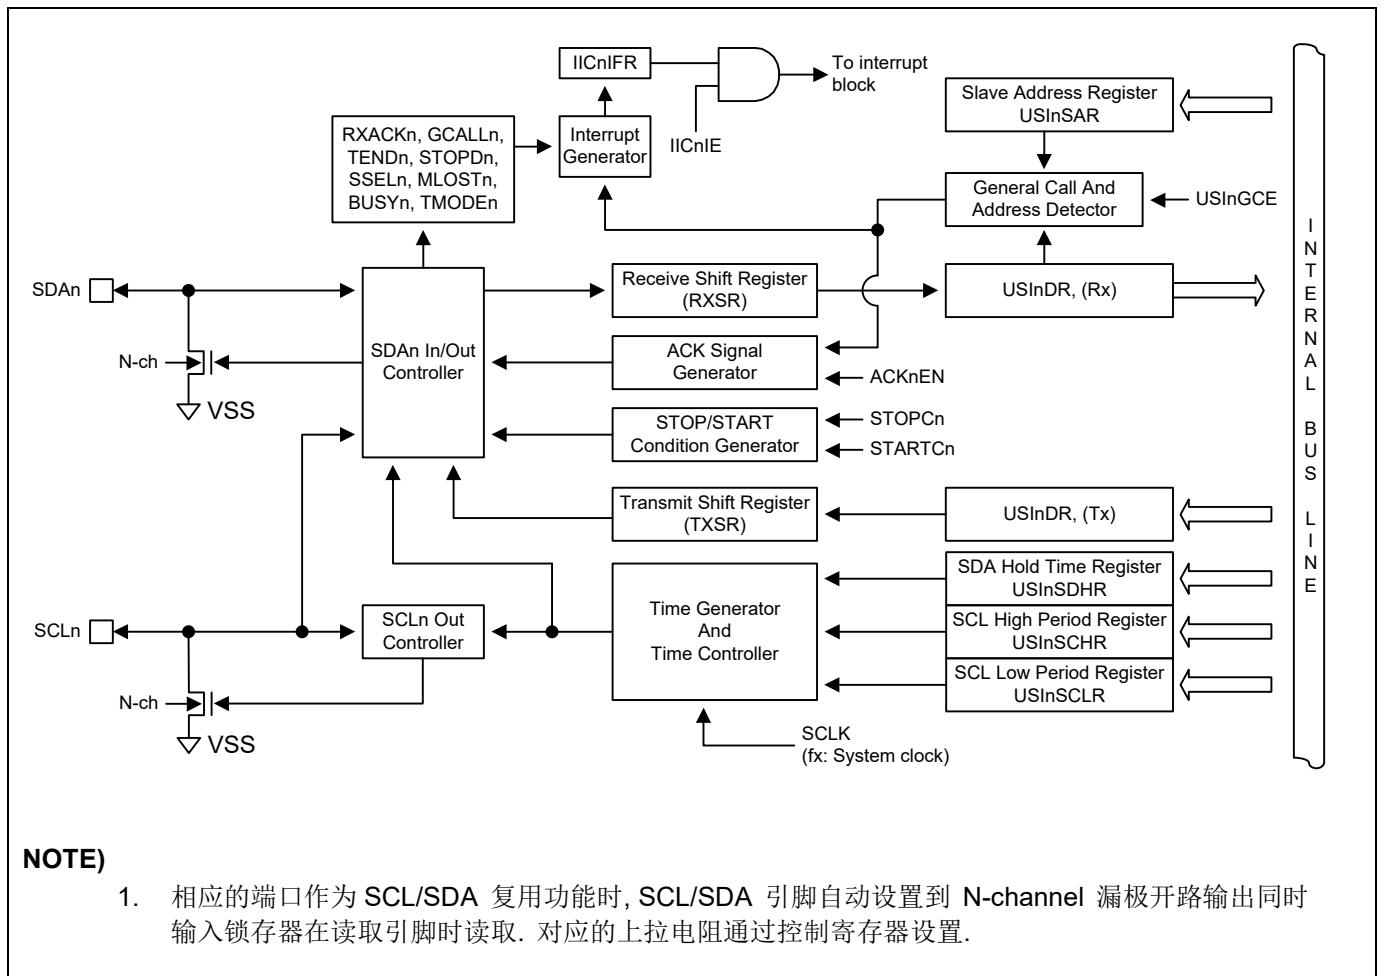 IICnIFR
To interrupt
block
Slave Address Register
USInSAR
RXACKn, GCALLn,
TENDn, STOPDn,
SSELn, MLOSTn,
BUSYn, TMODEn
Interrupt
Generator
IICnIE
General Call And
Address Detector
USInGCE
SDAn
Receive Shift Register
(RXSR)
USInDR, (Rx)
SDAn In/Out
Controller
N-ch
VSS
ACK Signal
Generator
ACKnEN
STOP/START
Condition Generator
STOPCn
STARTCn
Transmit Shift Register
(TXSR)
USInDR, (Tx)
SDA Hold Time Register
USInSDHR
SCLn
SCLn Out
Controller
Time Generator
And
Time Controller
SCL High Period Register
USInSCHR
SCL Low Period Register
USInSCLR
N-ch
VSS
SCLK
(fx: System clock)
INTERNAL BUS LINE
NOTE)
1. 相应的端口作为 SCL/SDA 复用功能时, SCL/SDA 引脚自动设置到 N-channel 漏极开路输出同时
输入锁存器在读取引脚时读取. 对应的上拉电阻通过控制寄存器设置.